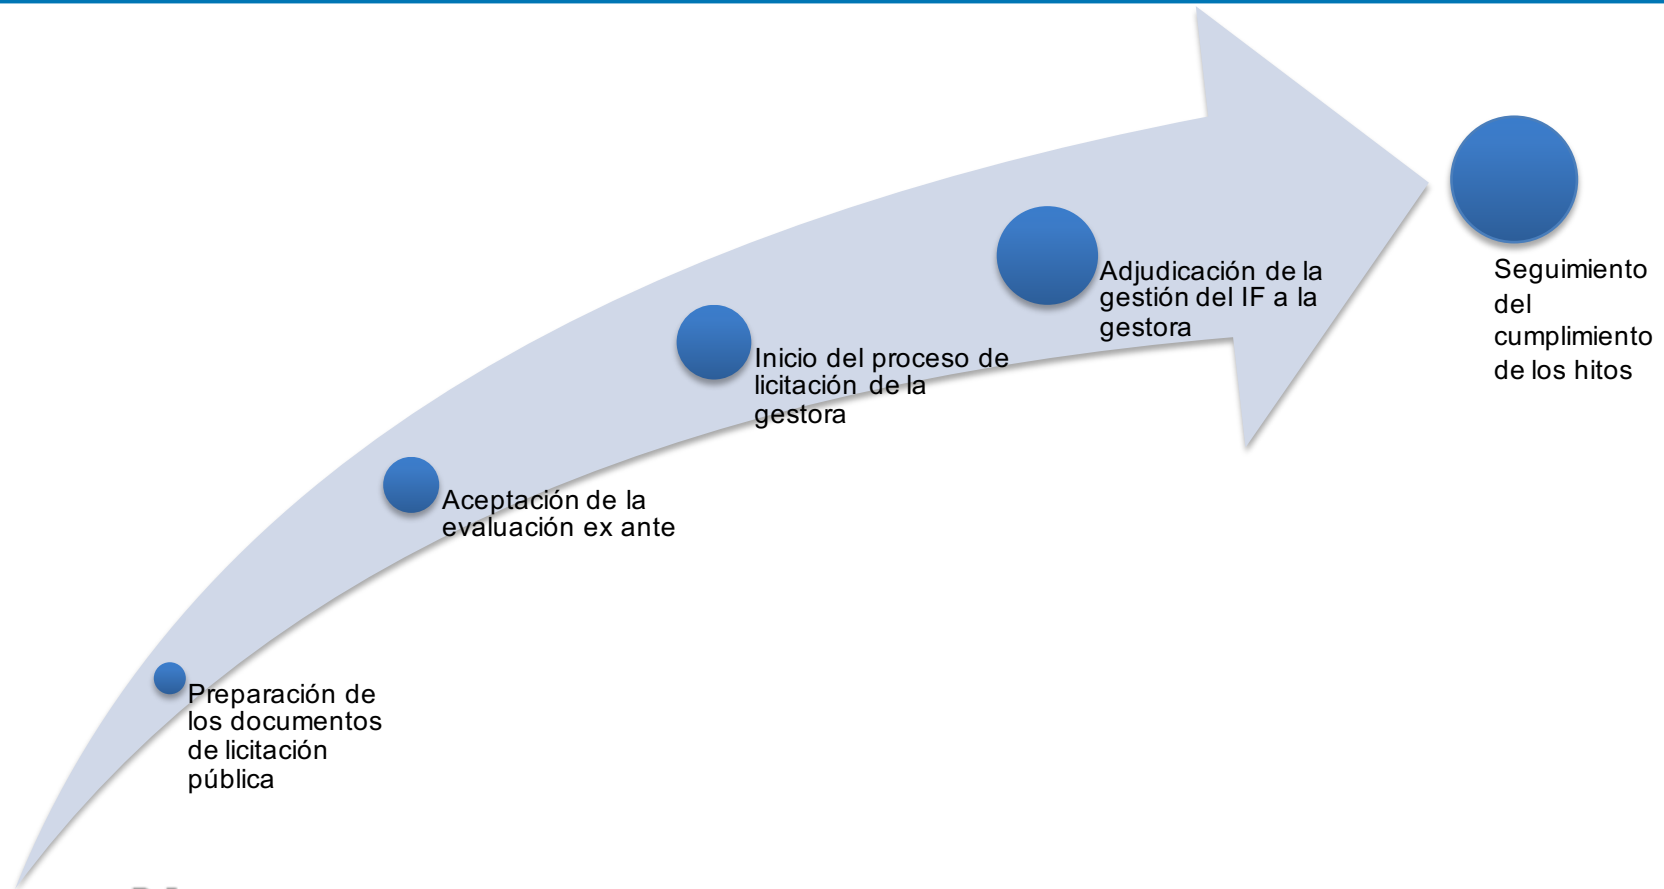 Seguimiento
del
cumplimiento
de los hitos
Adjudicación de la
gestión del IF a la
gestora
Inicio del proceso de
licitación de la
gestora
Aceptación de la
evaluación ex ante
Preparación de
los documentos
de licitación
pública